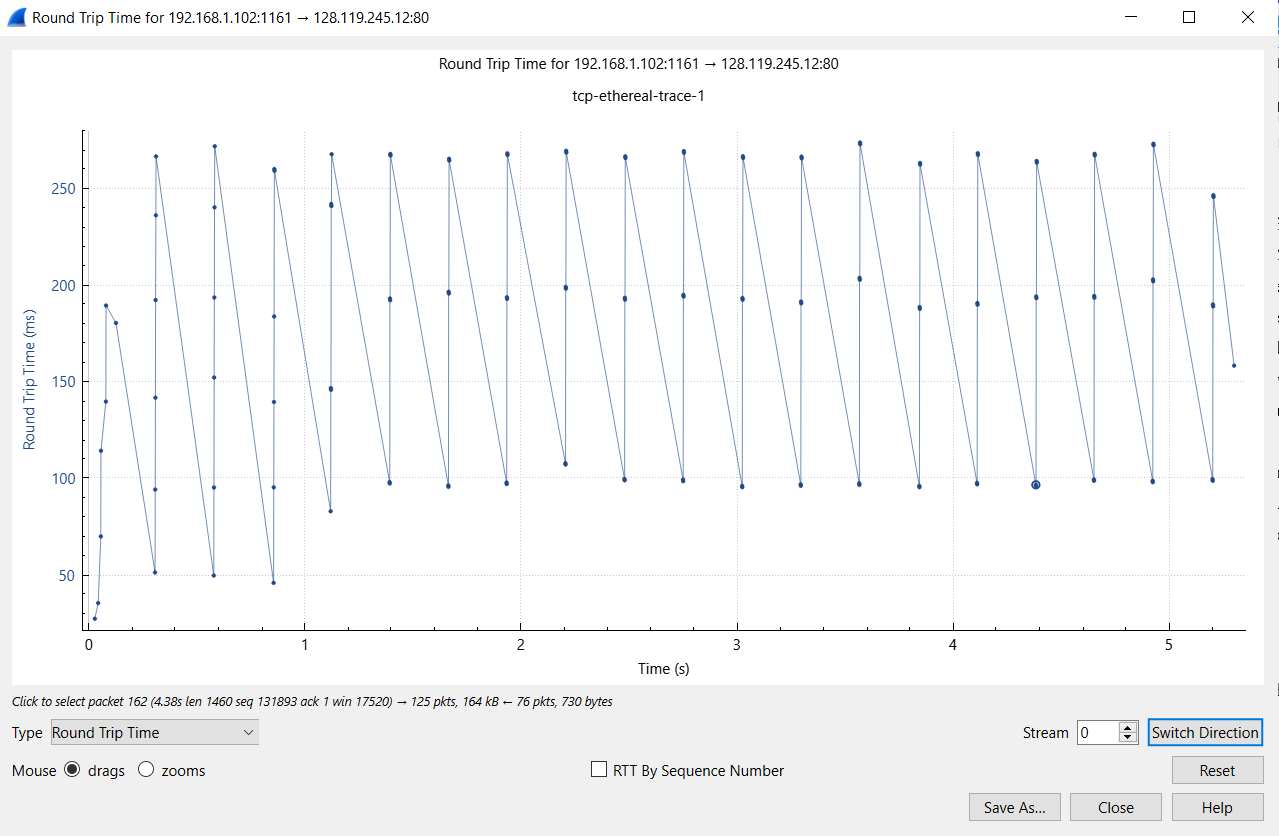 Round Trip Time for 192.168.1.102:1161 → 128.119.245.12:80
Round Trip Time for 192.168.1.102:1161 → 128.119.245.12:80
tcp-ethereal-trace-1
Round Trip Time (ms)
250
200
150
100
50
0 1 2 3 4 5
Time (s)
Click to select packet 162 (4.38s len 1460 seq 131893 ack 1 win 17520) → 125 pkts, 164 kB ← 76 pkts, 730 bytes
Type Round Trip Time Stream 0 Switch Direction
Mouse drags zooms RTT By Sequence Number Reset
Save As... Close Help